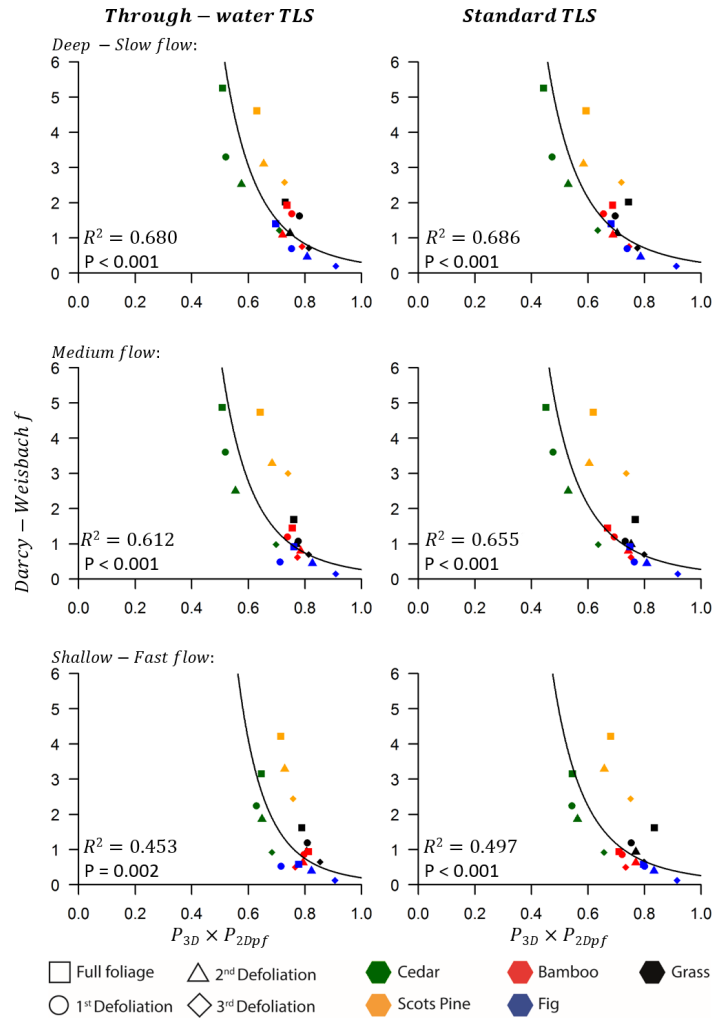 Through – water TLS
Standard TLS
Deep – Slow flow:
6
5
4
3
2
1
0
R² = 0.680
P < 0.001
0.0 0.2 0.4 0.6 0.8 1.0
6
5
4
3
2
1
0
R² = 0.686
P < 0.001
0.0 0.2 0.4 0.6 0.8 1.0
Medium flow:
Darcy – Weisbach f
6
5
4
3
2
1
0
R² = 0.612
P < 0.001
0.0 0.2 0.4 0.6 0.8 1.0
6
5
4
3
2
1
0
R² = 0.655
P < 0.001
0.0 0.2 0.4 0.6 0.8 1.0
Shallow – Fast flow:
6
5
4
3
2
1
0
R² = 0.453
P = 0.002
0.0 0.2 0.4 0.6 0.8 1.0
P3D × P2Dpf
6
5
4
3
2
1
0
R² = 0.497
P < 0.001
0.0 0.2 0.4 0.6 0.8 1.0
P3D × P2Dpf
Full foliage
2nd Defoliation
Cedar
Bamboo
Grass
1st Defoliation
3rd Defoliation
Scots Pine
Fig